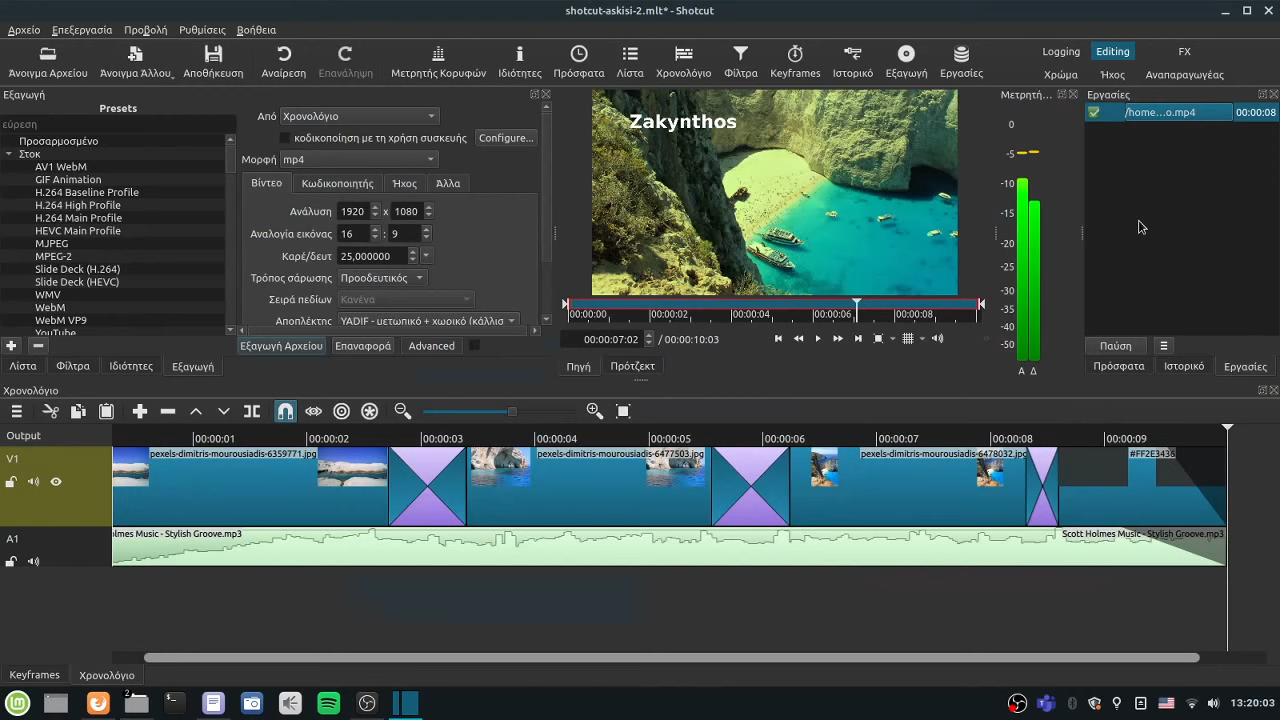 shotcut-askisi-2.mlt* - Shotcut
Αρχείο Επεξεργασία Προβολή Ρυθμίσεις Βοήθεια
Άνοιγμα Αρχείου Άνοιγμα Άλλου Αποθήκευση Αναίρεση Επανάληψη Μετρητής Κορυφών Ιδιότητες Πρόσφατα Λίστα Χρονολόγιο Φίλτρα Keyframes Ιστορικό Εξαγωγή Εργασίες
Logging Editing FX
Χρώμα Ήχος Αναπαραγωγέας
Εξαγωγή
Presets
εύρεση
Προσαρμοσμένο
Στοκ
AV1 WebM
GIF Animation
H.264 Baseline Profile
H.264 High Profile
H.264 Main Profile
HEVC Main Profile
MJPEG
MPEG-2
Slide Deck (H.264)
Slide Deck (HEVC)
WMV
WebM
WebM VP9
YouTube
Από Χρονολόγιο
κοδικοποίηση με τη χρήση συσκευής Configure...
Μορφή mp4
Βίντεο Κωδικοποιητής Ήχος Άλλα
Ανάλυση 1920 x 1080
Αναλογία εικόνας 16 : 9
Καρέ/δευτ 25,000000
Τρόπος σάρωσης Προοδευτικός
Σειρά πεδίων Κανένα
Αποπλέκτης YADIF - μετωπικό + χωρικό (κάλλισ
Εξαγωγή Αρχείου Επαναφορά Advanced
Λίστα Φίλτρα Ιδιότητες Εξαγωγή
Zakynthos
00:00:00 00:00:02 00:00:04 00:00:06 00:00:08
00:00:07:02 / 00:00:10:03
Πηγή Πρότζεκτ
Μετρητή...
0
-5
-10
-15
-20
-25
-30
-35
-40
-50
Α Δ
Εργασίες
/home...o.mp4 00:00:08
Παύση
Πρόσφατα Ιστορικό Εργασίες
Χρονολόγιο
Output 00:00:01 00:00:02 00:00:03 00:00:04 00:00:05 00:00:06 00:00:07 00:00:08 00:00:09
V1 pexels-dimitris-mourousiadis-6359771.jpg pexels-dimitris-mourousiadis-6477503.jpg pexels-dimitris-mourousiadis-6478032.jpg #FF2E3436
A1 lmes Music - Stylish Groove.mp3 Scott Holmes Music - Stylish Groove.mp3
Keyframes Χρονολόγιο
2
13:20:03